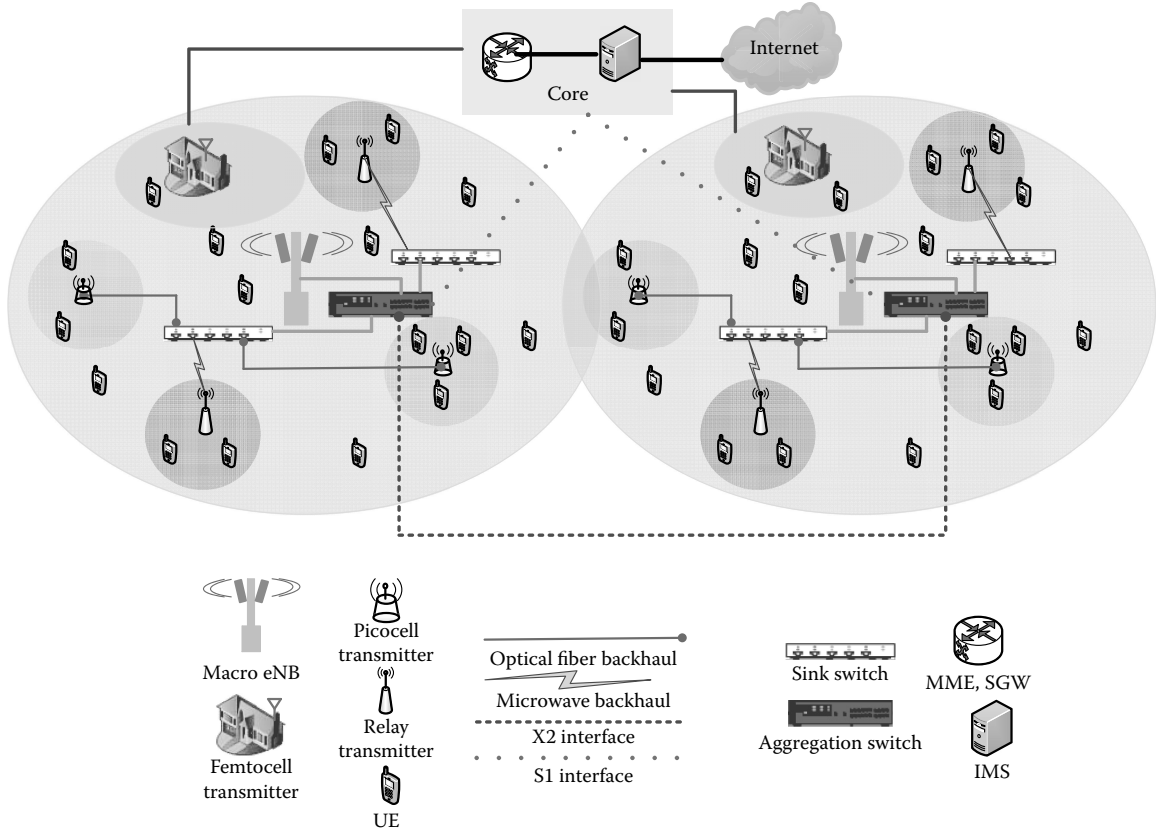 Internet
Core
Macro eNB
Femtocell
transmitter
Picocell
transmitter
Relay
transmitter
UE
Optical fiber backhaul
Microwave backhaul
X2 interface
S1 interface
Sink switch
Aggregation switch
MME, SGW
IMS